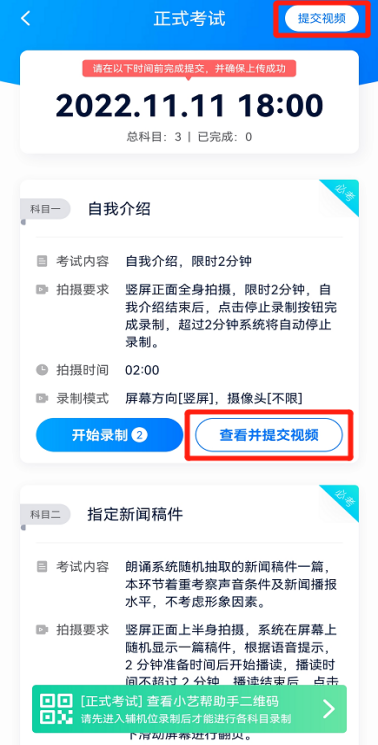 正式考试
提交视频
请在以下时间前完成提交，并确保上传成功
2022.11.11 18:00
总科目：3 | 已完成：0
必考
科目一 自我介绍
考试内容 自我介绍，限时2分钟
拍摄要求 竖屏正面全身拍摄，限时2分钟，自
我介绍结束后，点击停止录制按钮完
成录制，超过2分钟系统将自动停止
录制。
拍摄时间 02:00
录制模式 屏幕方向[竖屏]，摄像头[不限]
开始录制 2
查看并提交视频
必考
科目二 指定新闻稿件
考试内容 朗诵系统随机抽取的新闻稿件一篇，
本环节着重考察声音条件及新闻播报
水平，不考虑形象因素。
拍摄要求 竖屏正面上半身拍摄，系统在屏幕上
随机显示一篇稿件，根据语音提示，
2 分钟准备时间后开始播读，播读时
间不超过 2 分钟。播读结束后，点击
[正式考试] 查看小艺帮助手二维码
请先进入辅机位录制后才能进行各科目录制
下滑动屏幕进行翻页。